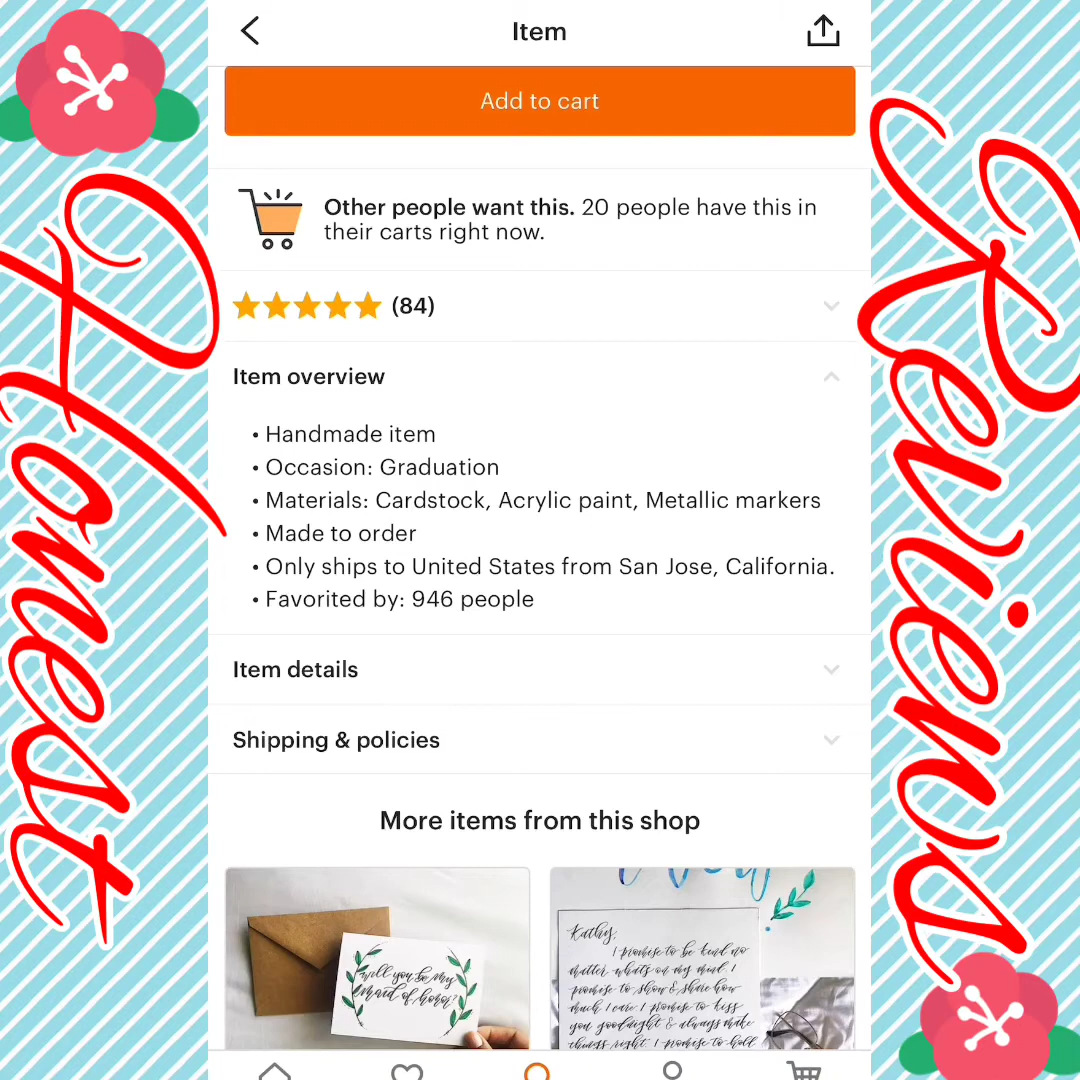 Item
Add to cart
Other people want this. 20 people have this in
their carts right now.
(84)
Item overview
• Handmade item
• Occasion: Graduation
• Materials: Cardstock, Acrylic paint, Metallic markers
• Made to order
• Only ships to United States from San Jose, California.
• Favorited by: 946 people
Item details
Shipping & policies
More items from this shop
will you be my
maid of honor?
Kathy,
I promise to be kind no
matter what's on my mind. I
promise to show & share how
much I care. I promise to kiss
you goodnight & always make
things right. I promise to hold
Honest
Reviews